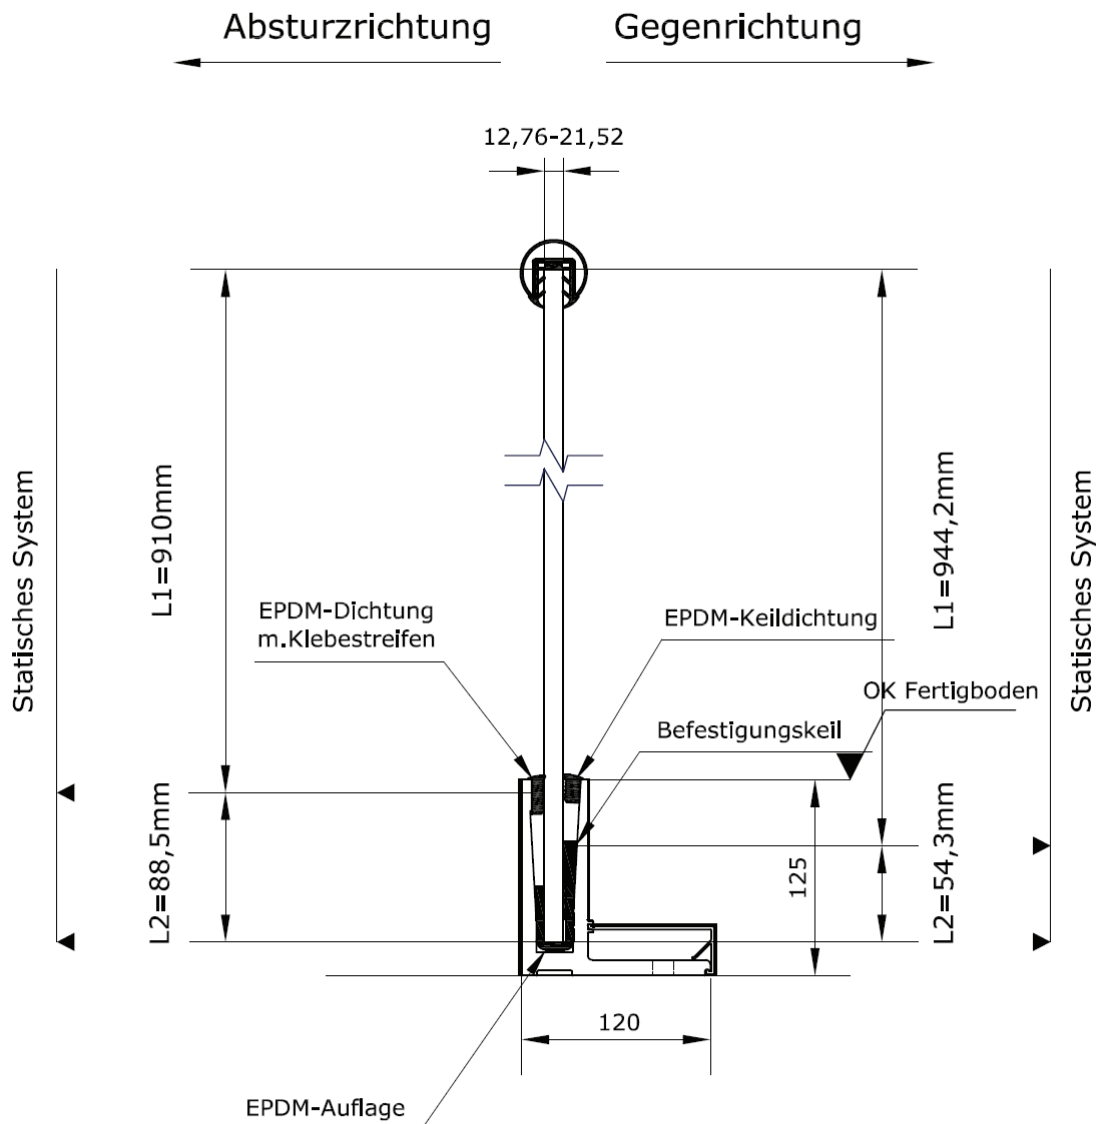 Absturzrichtung
Gegenrichtung
12,76-21,52
Statisches System
L1=910mm
L1=944,2mm
Statisches System
EPDM-Dichtung
m.Klebestreifen
EPDM-Keildichtung
OK Fertigboden
Befestigungskeil
L2=88,5mm
125
L2=54,3mm
120
EPDM-Auflage